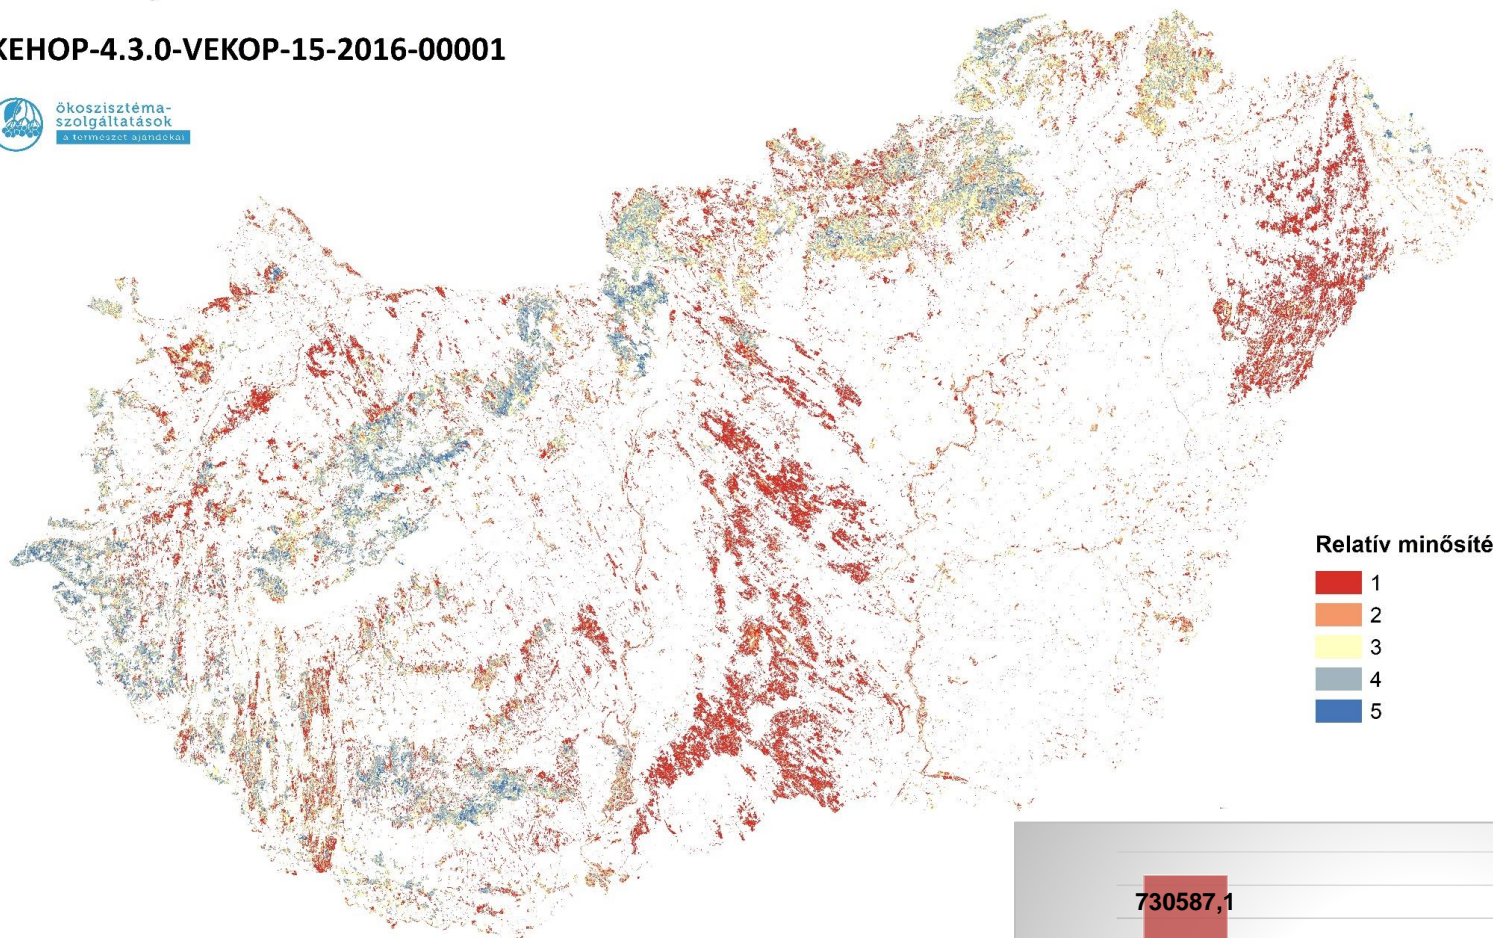 KEHOP-4.3.0-VEKOP-15-2016-00001
ökoszisztéma-
szolgáltatások
a természet ajándékai
Relatív minősíté
1
2
3
4
5
730587,1